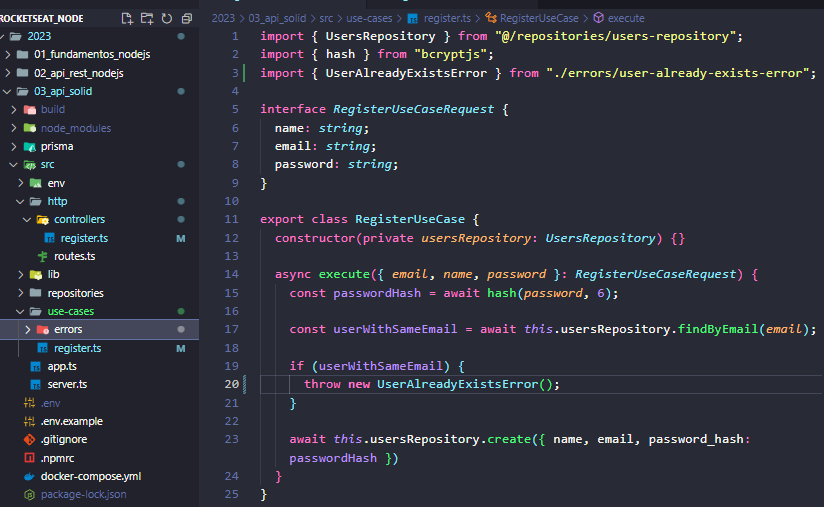 ROCKETSEAT_NODE
2023
01_fundamentos_nodejs
02_api_rest_nodejs
03_api_solid
build
node_modules
prisma
src
env
http
controllers
register.ts M
routes.ts
lib
repositories
use-cases
errors
register.ts M
app.ts
server.ts
.env
.env.example
.gitignore
.npmrc
docker-compose.yml
package-lock.json
2023 > 03_api_solid > src > use-cases > register.ts > RegisterUseCase > execute
1 import { UsersRepository } from "@/repositories/users-repository";
2 import { hash } from "bcryptjs";
3 import { UserAlreadyExistsError } from "./errors/user-already-exists-error";
4
5 interface RegisterUseCaseRequest {
6 name: string;
7 email: string;
8 password: string;
9 }
10
11 export class RegisterUseCase {
12 constructor(private usersRepository: UsersRepository) {}
13
14 async execute({ email, name, password }: RegisterUseCaseRequest) {
15 const passwordHash = await hash(password, 6);
16
17 const userWithSameEmail = await this.usersRepository.findByEmail(email);
18
19 if (userWithSameEmail) {
20 throw new UserAlreadyExistsError();
21 }
22
23 await this.usersRepository.create({ name, email, password_hash:
passwordHash })
24 }
25 }